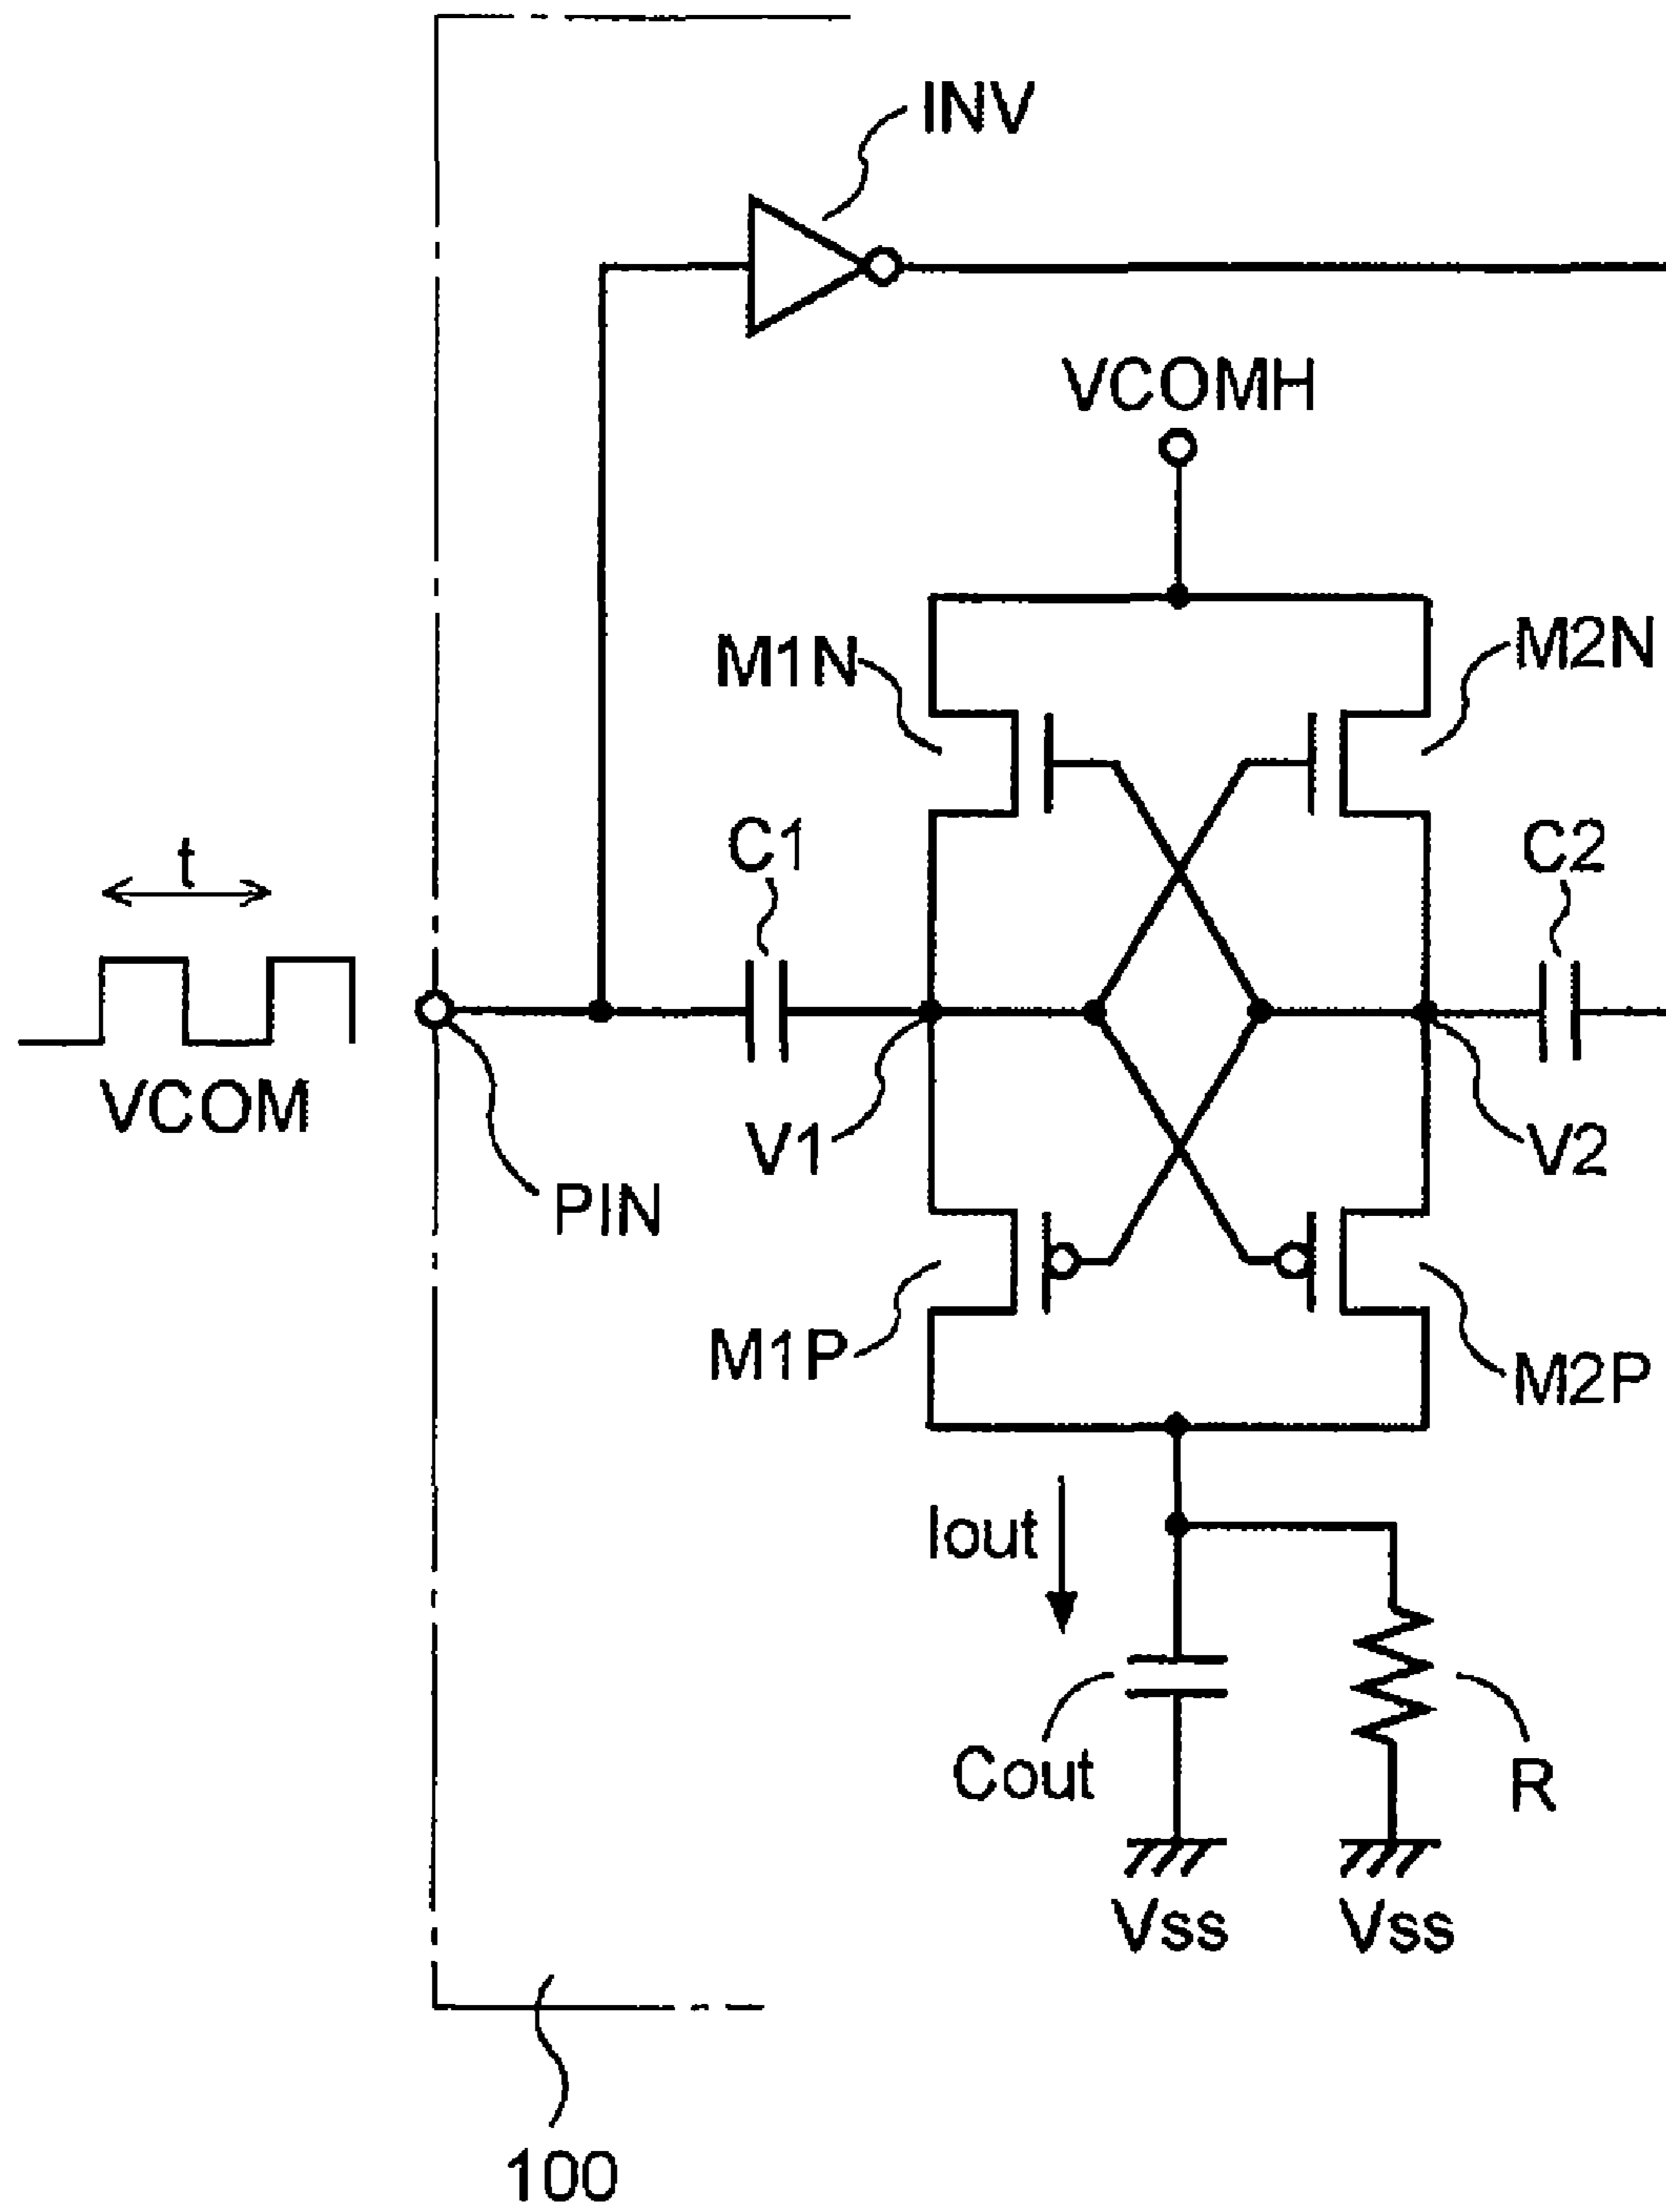 INV
VCOMH
M1N
M2N
C1
C2
t
VCOM
V1
V2
PIN
M1P
M2P
Iout
Cout
R
Vss
Vss
100